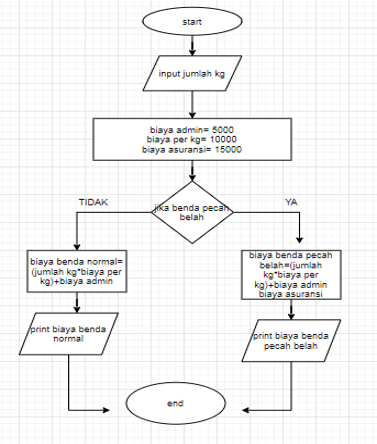 start
input jumlah kg
biaya admin= 5000
biaya per kg= 10000
biaya asuransi= 15000
jika benda pecah
belah
TIDAK
YA
biaya benda normal=
(jumlah kg*biaya per
kg)+biaya admin
biaya benda pecah
belah=(jumlah
kg*biaya per
kg)+biaya admin
biaya asuransi
print biaya benda
normal
print biaya benda
pecah belah
end